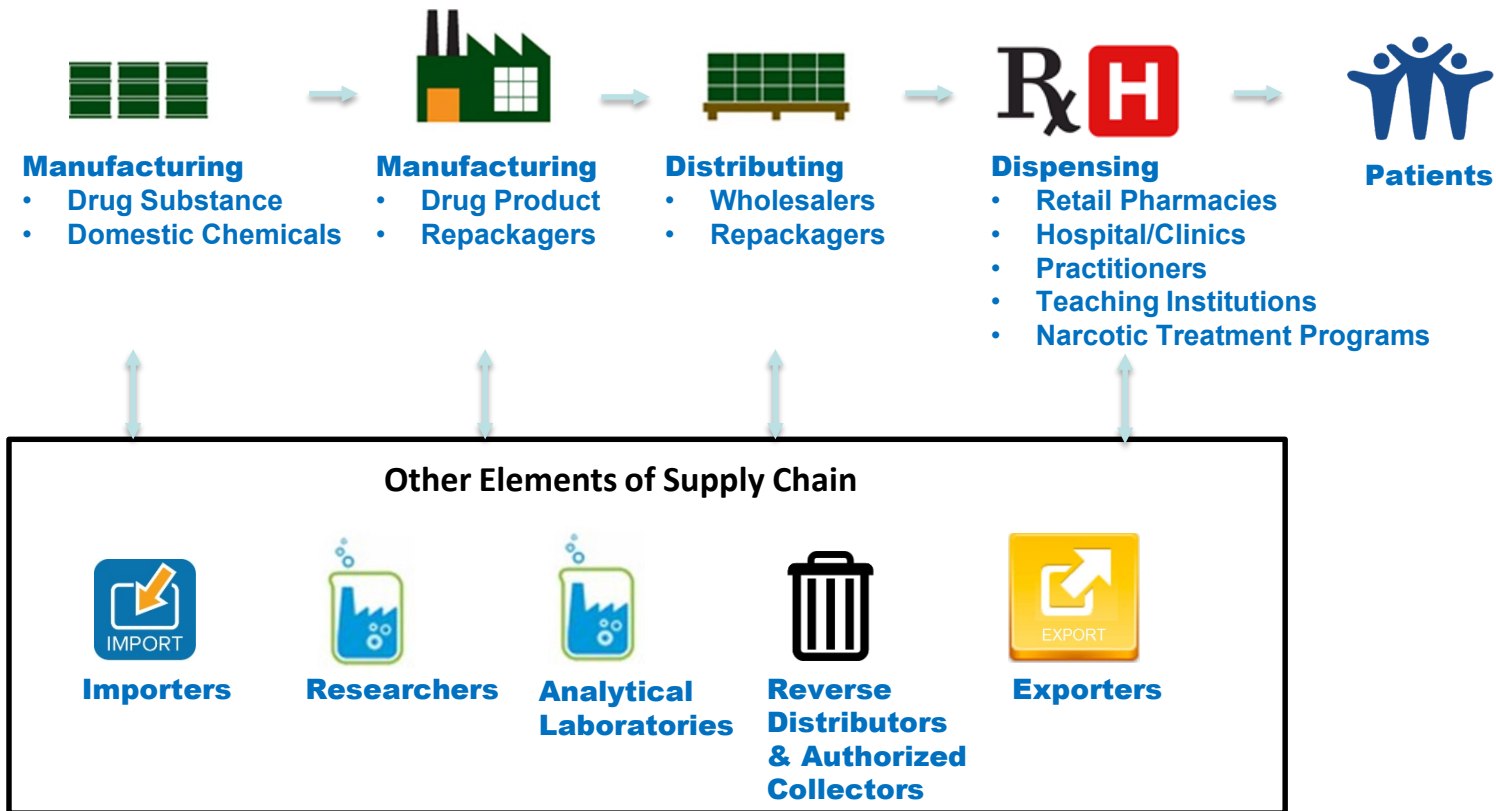 Rx H
Manufacturing
• Drug Substance
• Domestic Chemicals
Manufacturing
• Drug Product
• Repackagers
Distributing
• Wholesalers
• Repackagers
Dispensing
• Retail Pharmacies
• Hospital/Clinics
• Practitioners
• Teaching Institutions
• Narcotic Treatment Programs
Patients
Other Elements of Supply Chain
IMPORT
Importers
Researchers
Analytical
Laboratories
Reverse
Distributors
& Authorized
Collectors
EXPORT
Exporters